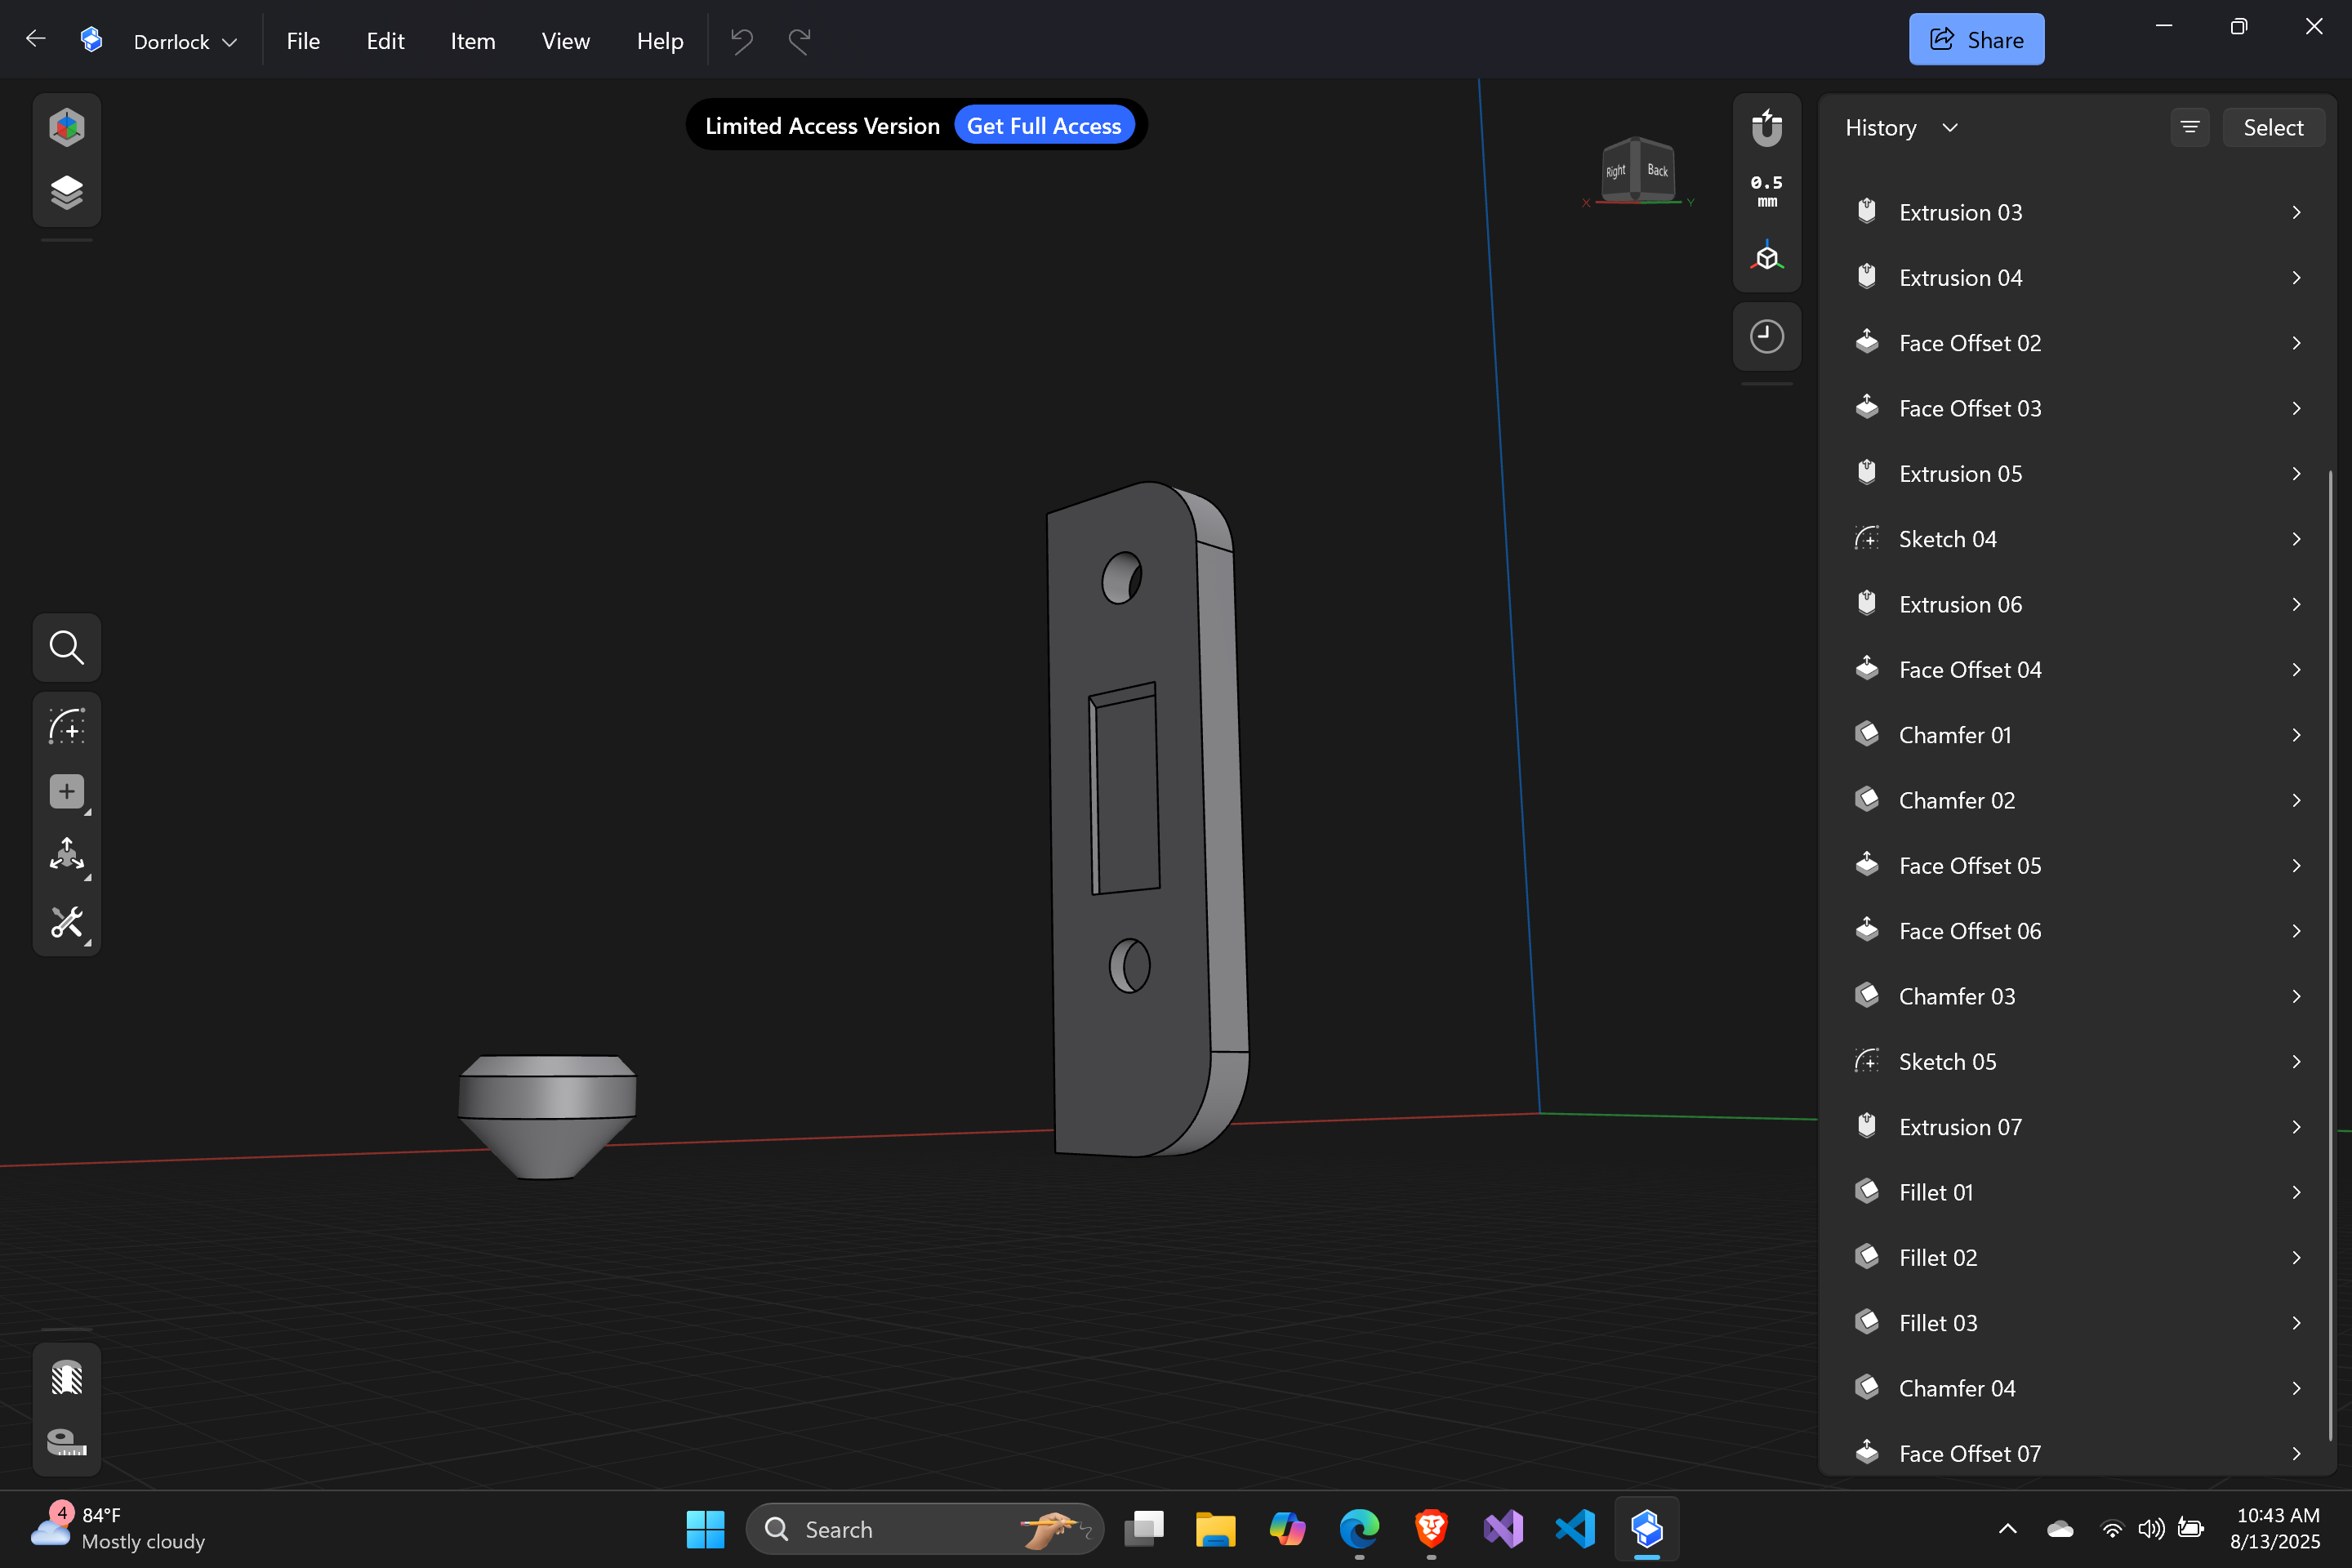 Dorrlock File Edit Item View Help Share
Limited Access Version Get Full Access
Right Back
X Y
0.5
mm
History Select
Extrusion 03
Extrusion 04
Face Offset 02
Face Offset 03
Extrusion 05
Sketch 04
Extrusion 06
Face Offset 04
Chamfer 01
Chamfer 02
Face Offset 05
Face Offset 06
Chamfer 03
Sketch 05
Extrusion 07
Fillet 01
Fillet 02
Fillet 03
Chamfer 04
Face Offset 07
4
84°F
Mostly cloudy
Search
10:43 AM
8/13/2025